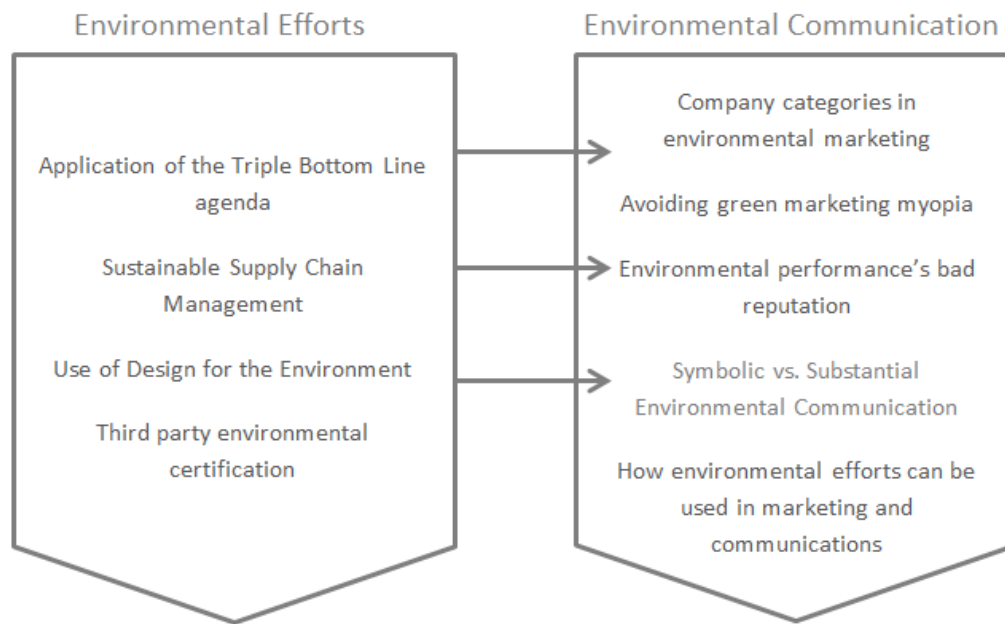 Environmental Efforts
Application of the Triple Bottom Line
agenda
Sustainable Supply Chain
Management
Use of Design for the Environment
Third party environmental
certification
Environmental Communication
Company categories in
environmental marketing
Avoiding green marketing myopia
Environmental performance’s bad
reputation
Symbolic vs. Substantial
Environmental Communication
How environmental efforts can be
used in marketing and
communications